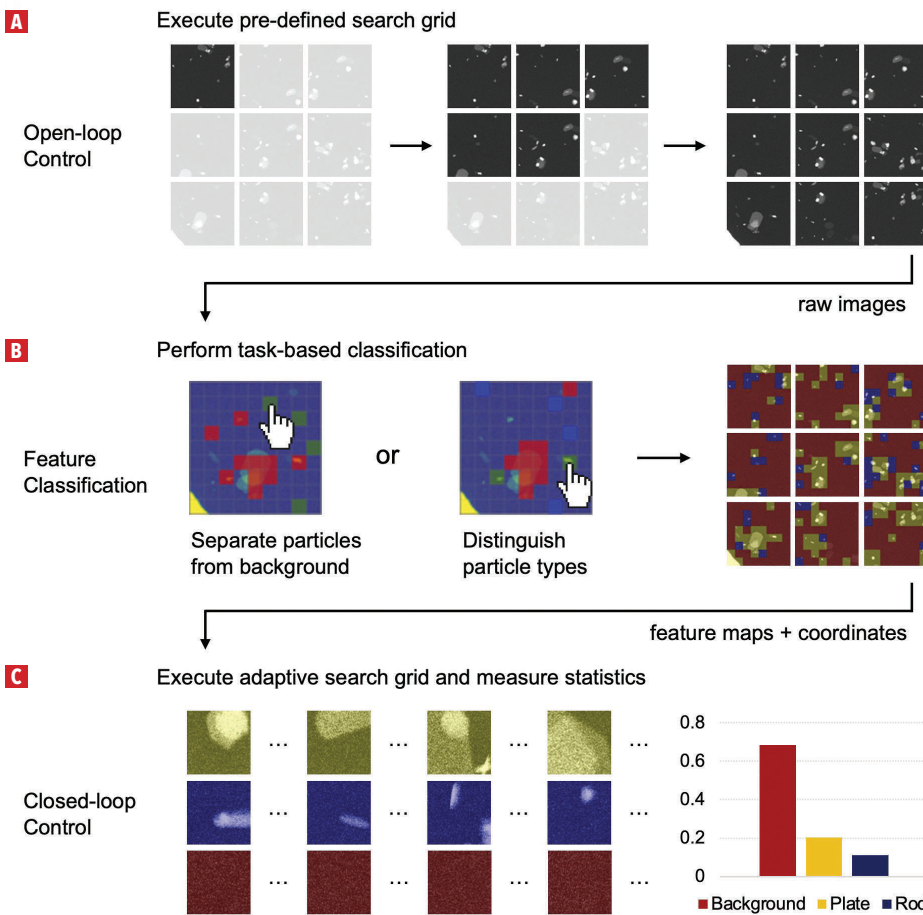 A
Execute pre-defined search grid
Open-loop
Control
raw images
B
Perform task-based classification
Feature
Classification
or
Separate particles
from background
Distinguish
particle types
feature maps + coordinates
C
Execute adaptive search grid and measure statistics
Closed-loop
Control
... ... ... ...
... ... ... ...
... ... ... ...
0.8
0.6
0.4
0.2
0
Background Plate